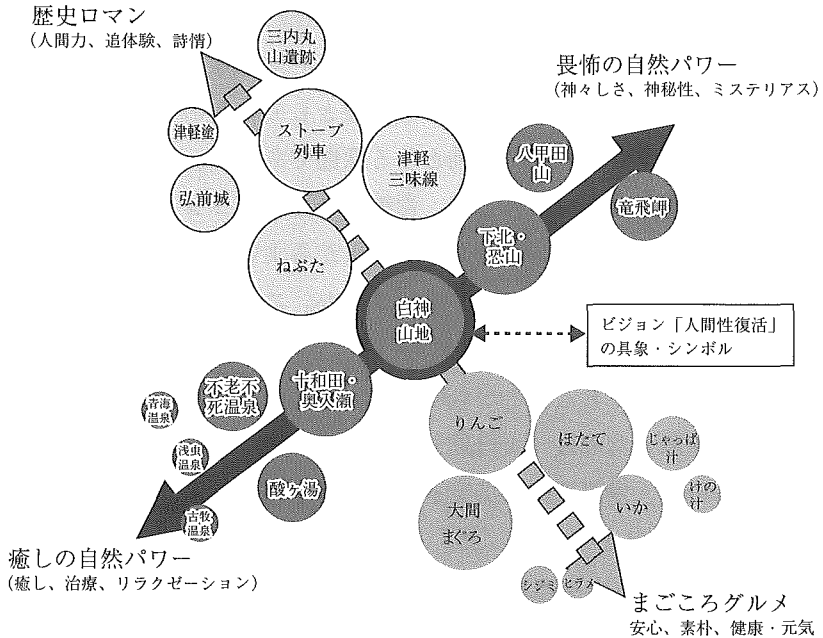 歴史ロマン
(人間力、追体験、詩情)
三内丸
山遺跡
畏怖の自然パワー
(神々しさ、神秘性、ミステリアス)
津軽塗
ストーブ
列車
津軽
三味線
八甲田
山
弘前城
竜飛岬
ねぶた
下北・
恐山
白神
山地
ビジョン「人間性復活」
の具象・シンボル
不老不
死温泉
十和田・
奥入瀬
青海
温泉
りんご
ほたて
じゃっぱ
汁
浅虫
温泉
酸ヶ湯
けの
汁
大間
まぐろ
いか
古牧
温泉
癒しの自然パワー
(癒し、治療、リラクゼーション)
シジミ
ヒラメ
まごころグルメ
安心、素朴、健康・元気